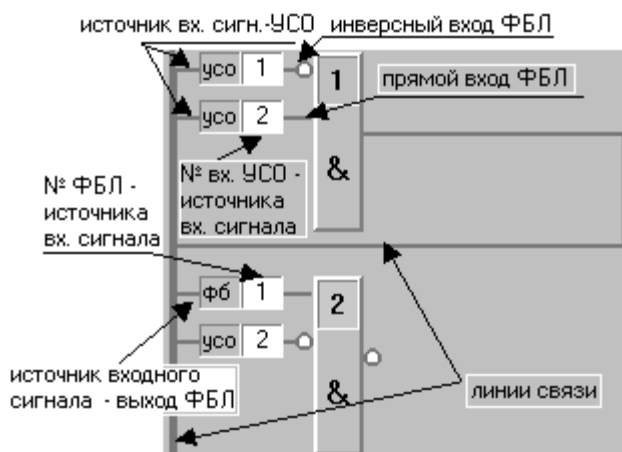 источник вх. сигн.-УСО
инверсный вход ФБЛ
усо 1
1
прямой вход ФБЛ
усо 2
&
№ ФБЛ -
источника
вх. сигнала
№ вх. УСО -
источника
вх. сигнала
фб 1
2
усо 2
&
источник входного
сигнала - выход ФБЛ
линии связи